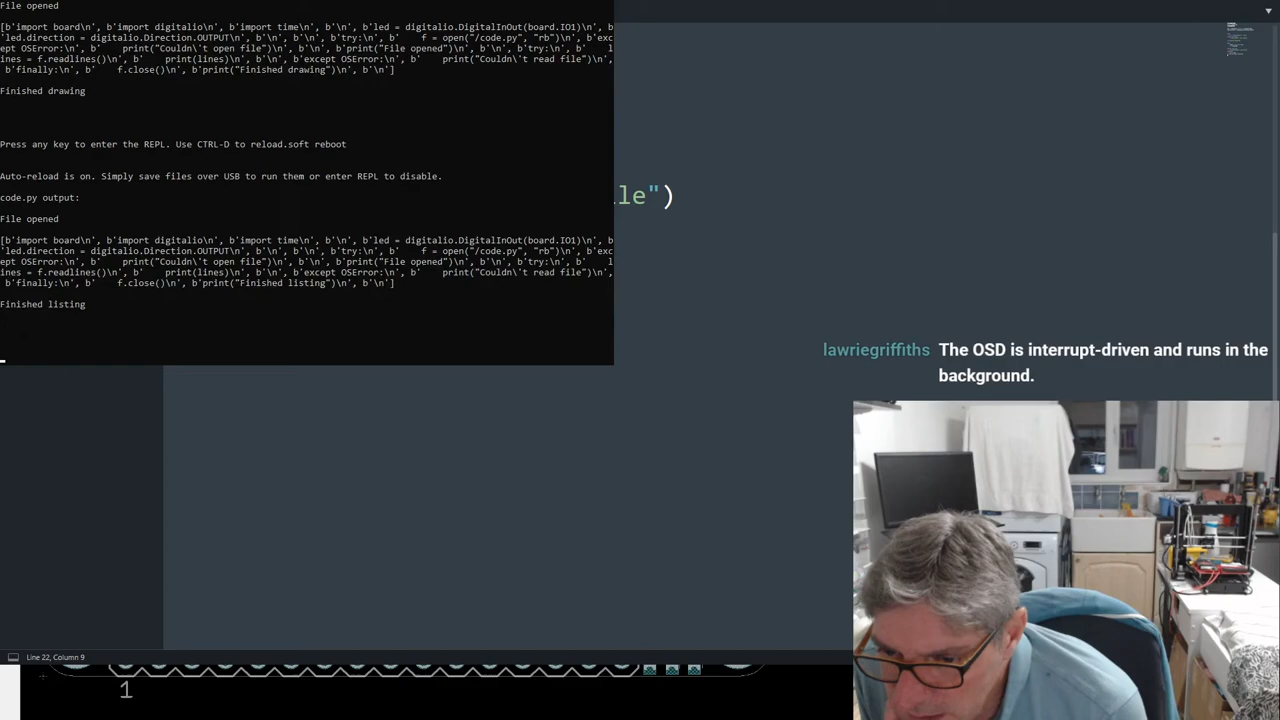 File opened
[b'import board\n', b'import digitalio\n', b'import time\n', b'\n', b'led = digitalio.DigitalInOut(board.IO1)\n', b
'led.direction = digitalio.Direction.OUTPUT\n', b'\n', b'try:\n', b'    f = open("/code.py", "rb")\n', b'exc
ept OSError:\n', b'    print("Couldn\'t open file")\n', b'\n', b'print("File opened")\n', b'\n', b'try:\n', b'    l
ines = f.readlines()\n', b'    print(lines)\n', b'\n', b'except OSError:\n', b'    print("Couldn\'t read file")\n',
b'finally:\n', b'    f.close()\n', b'print("Finished drawing")\n', b'\n']
Finished drawing
Press any key to enter the REPL. Use CTRL-D to reload.soft reboot
Auto-reload is on. Simply save files over USB to run them or enter REPL to disable.
code.py output:
le")
File opened
[b'import board\n', b'import digitalio\n', b'import time\n', b'\n', b'led = digitalio.DigitalInOut(board.IO1)\n', b
'led.direction = digitalio.Direction.OUTPUT\n', b'\n', b'try:\n', b'    f = open("/code.py", "rb")\n', b'exc
ept OSError:\n', b'    print("Couldn\'t open file")\n', b'\n', b'print("File opened")\n', b'\n', b'try:\n', b'    l
ines = f.readlines()\n', b'    print(lines)\n', b'\n', b'except OSError:\n', b'    print("Couldn\'t read file")\n',
b'finally:\n', b'    f.close()\n', b'print("Finished listing")\n', b'\n']
Finished listing
lawriegriffiths The OSD is interrupt-driven and runs in the
background.
Line 22, Column 9
1